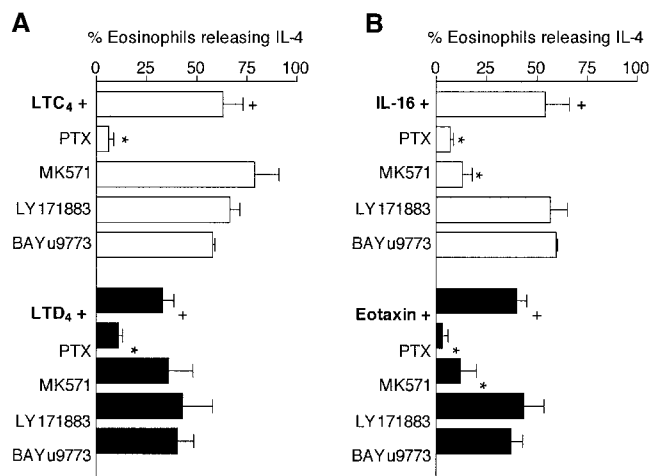 A
% Eosinophils releasing IL-4
0 25 50 75 100
LTC4 +
+
PTX
*
MK571
LY171883
BAYu9773
LTD4 +
+
PTX
*
MK571
LY171883
BAYu9773
B
% Eosinophils releasing IL-4
0 25 50 75 100
IL-16 +
+
PTX
*
MK571
*
LY171883
BAYu9773
Eotaxin +
+
PTX
*
MK571
*
LY171883
BAYu9773